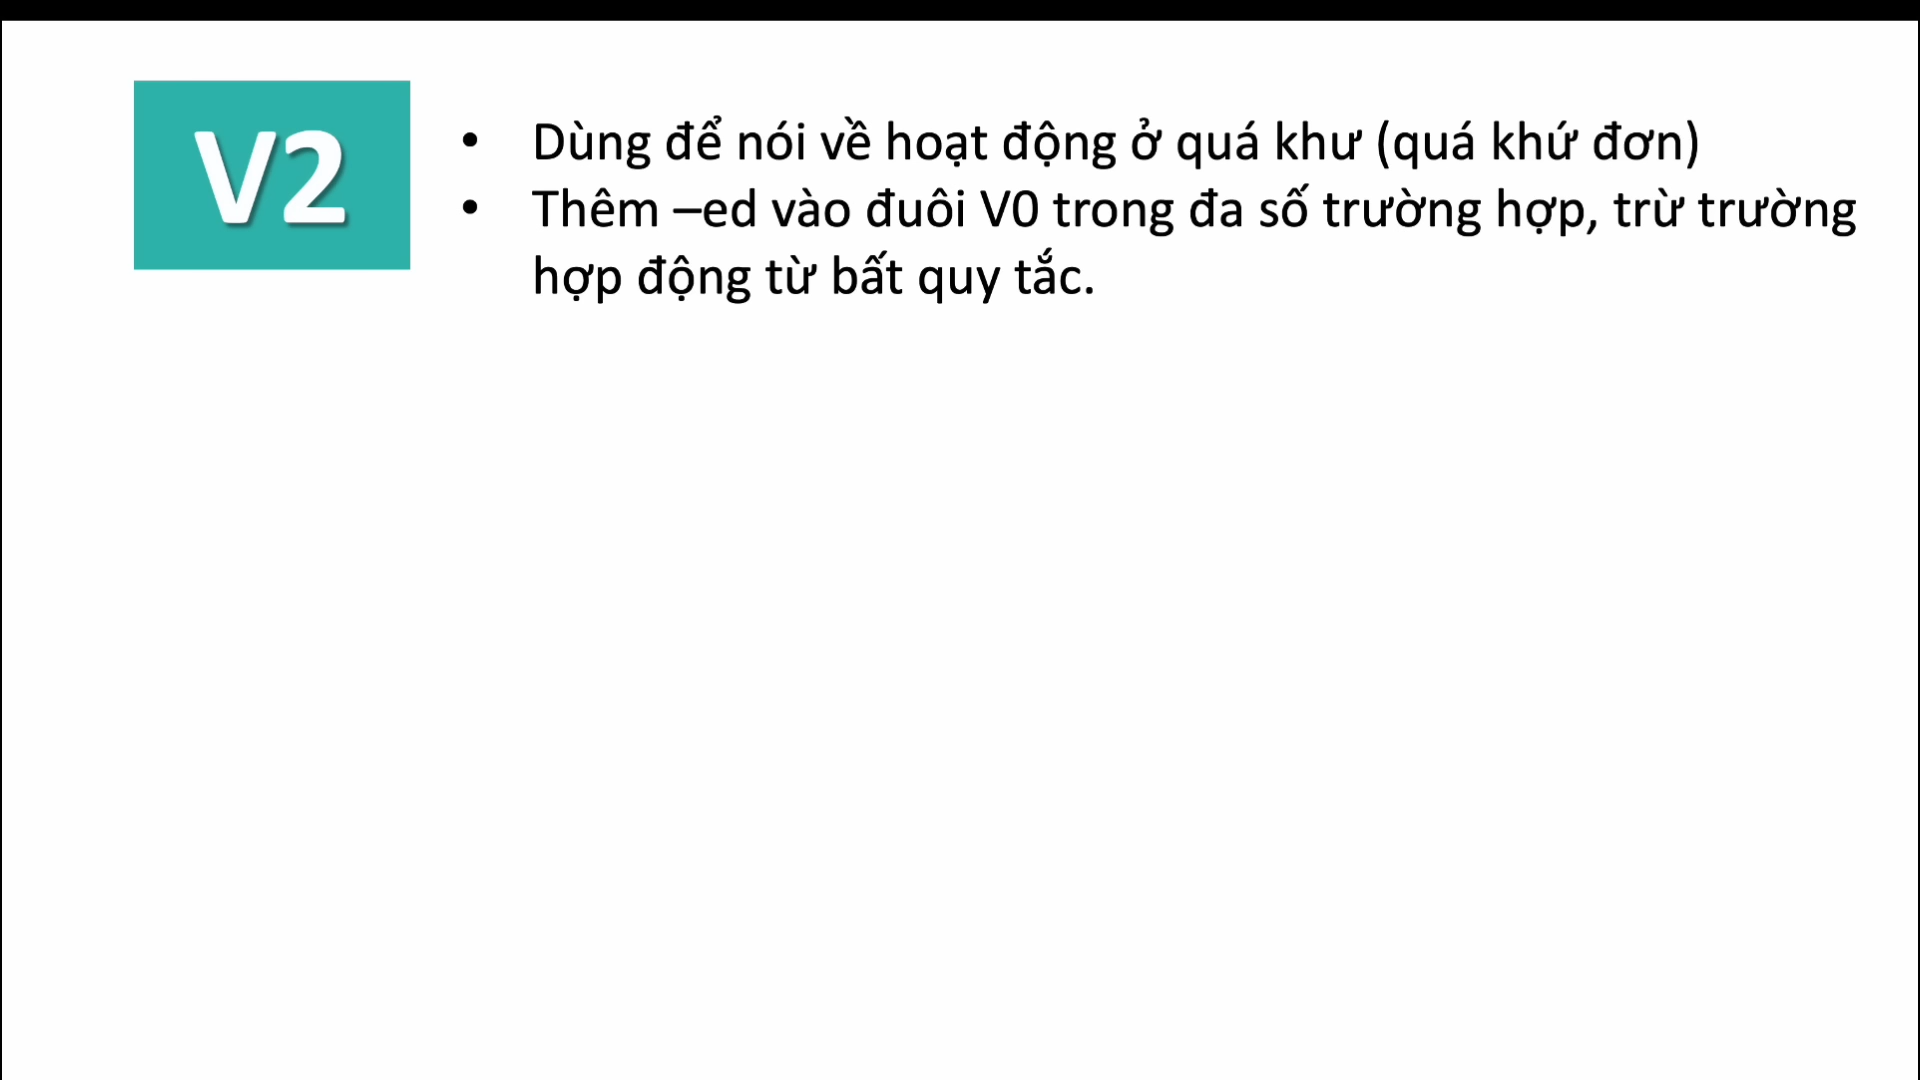 V2
• Dùng để nói về hoạt động ở quá khư (quá khứ đơn)
• Thêm –ed vào đuôi V0 trong đa số trường hợp, trừ trường
hợp động từ bất quy tắc.